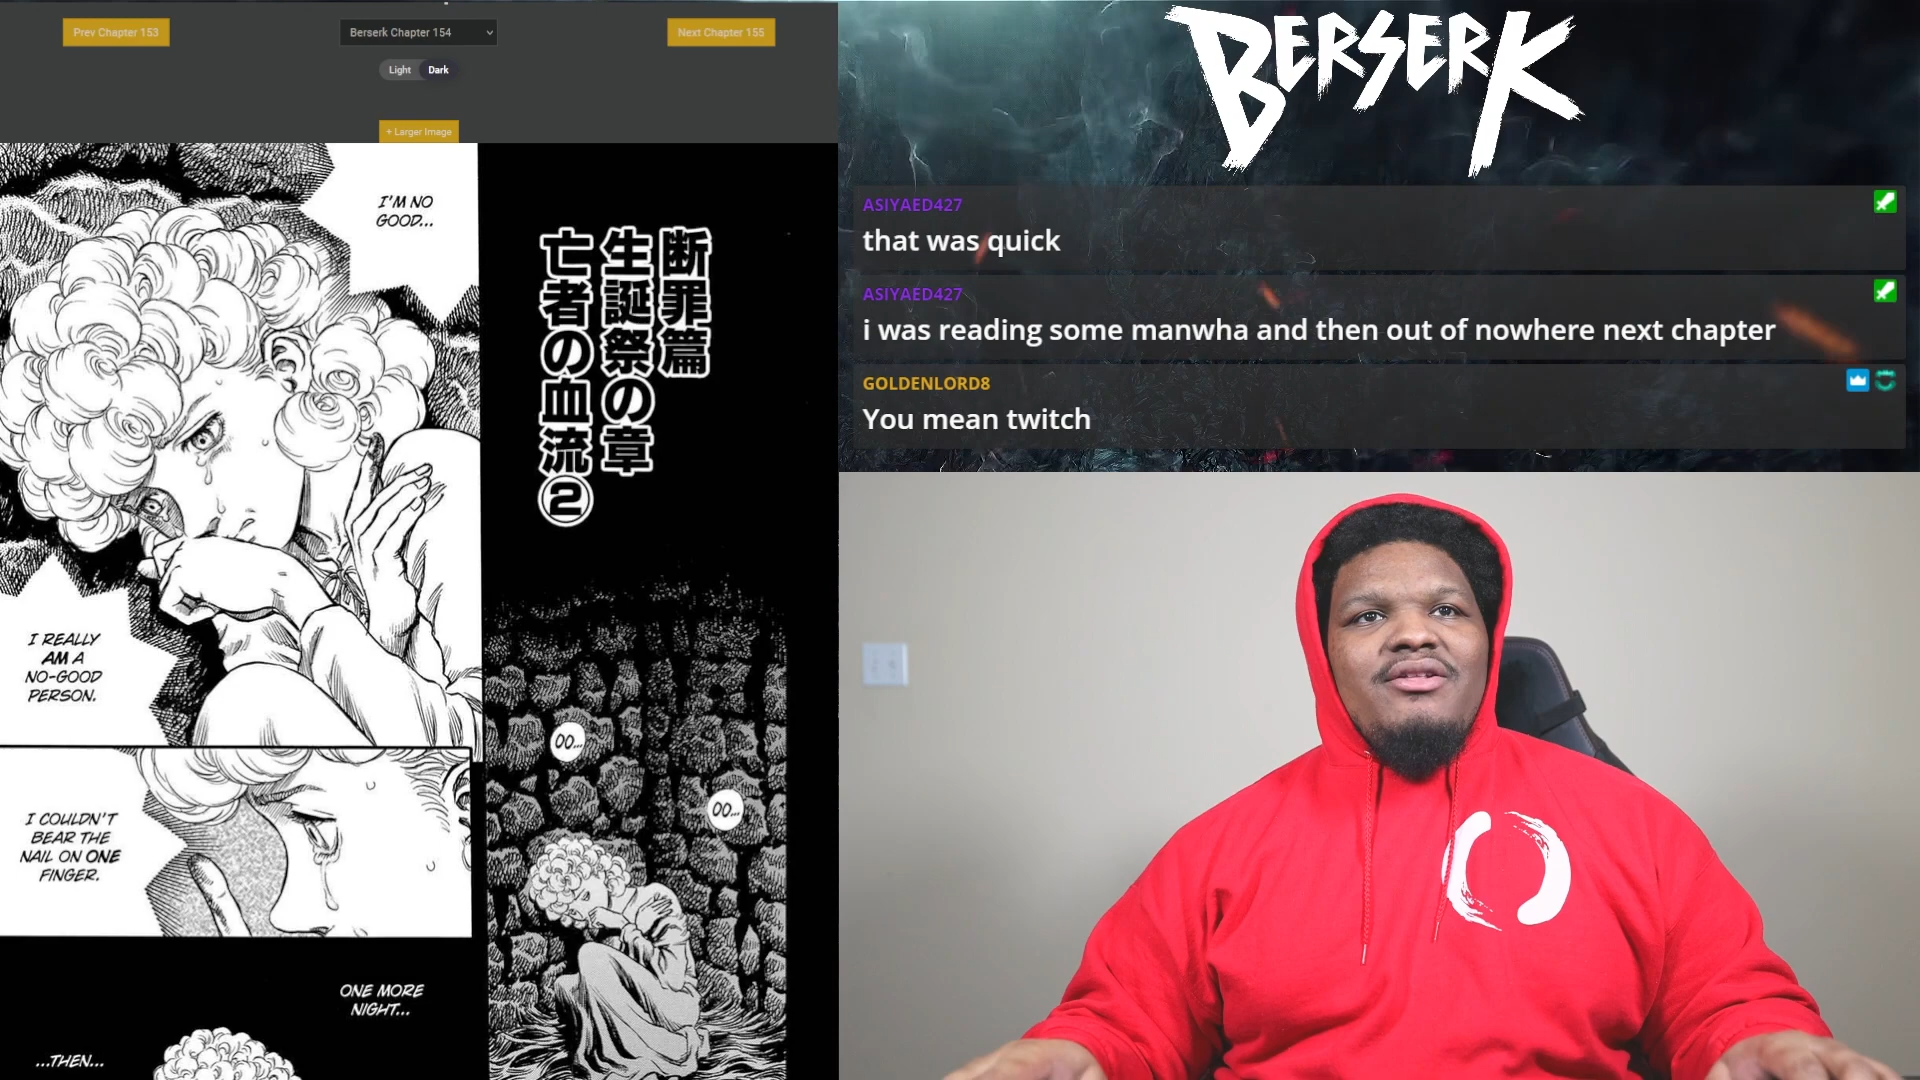 Prev Chapter 153
Berserk Chapter 154
Next Chapter 155
Light
Dark
+ Larger Image
I'M NO
GOOD...
断罪篇
生誕祭の章
亡者の血流②
I REALLY
AM A
NO-GOOD
PERSON.
OO...
OO...
I COULDN'T
BEAR THE
NAIL ON ONE
FINGER.
ONE MORE
NIGHT...
...THEN...
BERSERK
ASIYAED427
that was quick
ASIYAED427
i was reading some manwha and then out of nowhere next chapter
GOLDENLORD8
You mean twitch